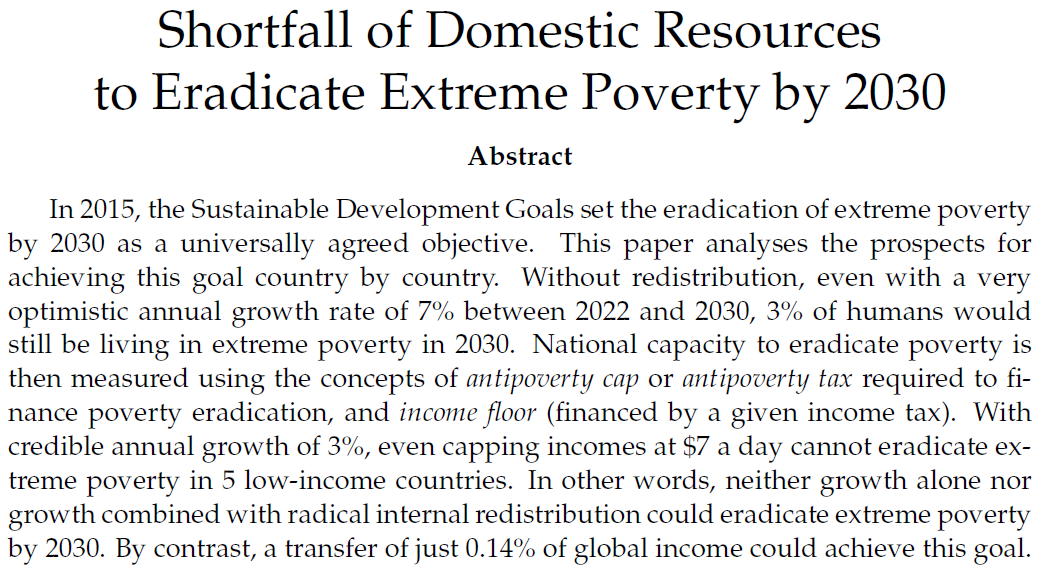 Shortfall of Domestic Resources
to Eradicate Extreme Poverty by 2030
Abstract
In 2015, the Sustainable Development Goals set the eradication of extreme poverty
by 2030 as a universally agreed objective. This paper analyses the prospects for
achieving this goal country by country. Without redistribution, even with a very
optimistic annual growth rate of 7% between 2022 and 2030, 3% of humans would
still be living in extreme poverty in 2030. National capacity to eradicate poverty is
then measured using the concepts of antipoverty cap or antipoverty tax required to fi-
nance poverty eradication, and income floor (financed by a given income tax). With
credible annual growth of 3%, even capping incomes at $7 a day cannot eradicate ex-
treme poverty in 5 low-income countries. In other words, neither growth alone nor
growth combined with radical internal redistribution could eradicate extreme poverty
by 2030. By contrast, a transfer of just 0.14% of global income could achieve this goal.